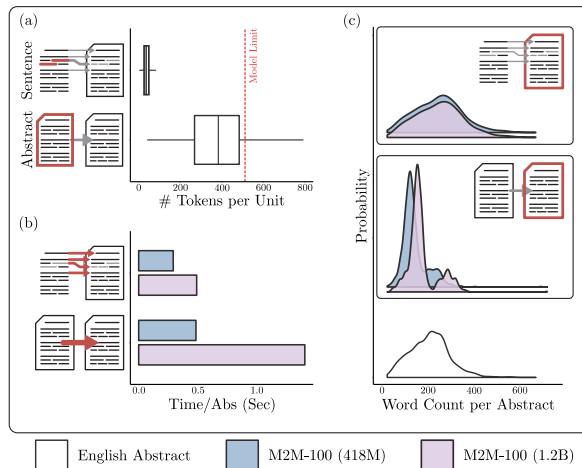 (a)
Sentence
Abstract
Model Limit
0
200
400
600
800
# Tokens per Unit
(b)
0.0
0.5
1.0
Time/Abs (Sec)
(c)
Probability
200
400
600
Word Count per Abstract
English Abstract
M2M-100 (418M)
M2M-100 (1.2B)